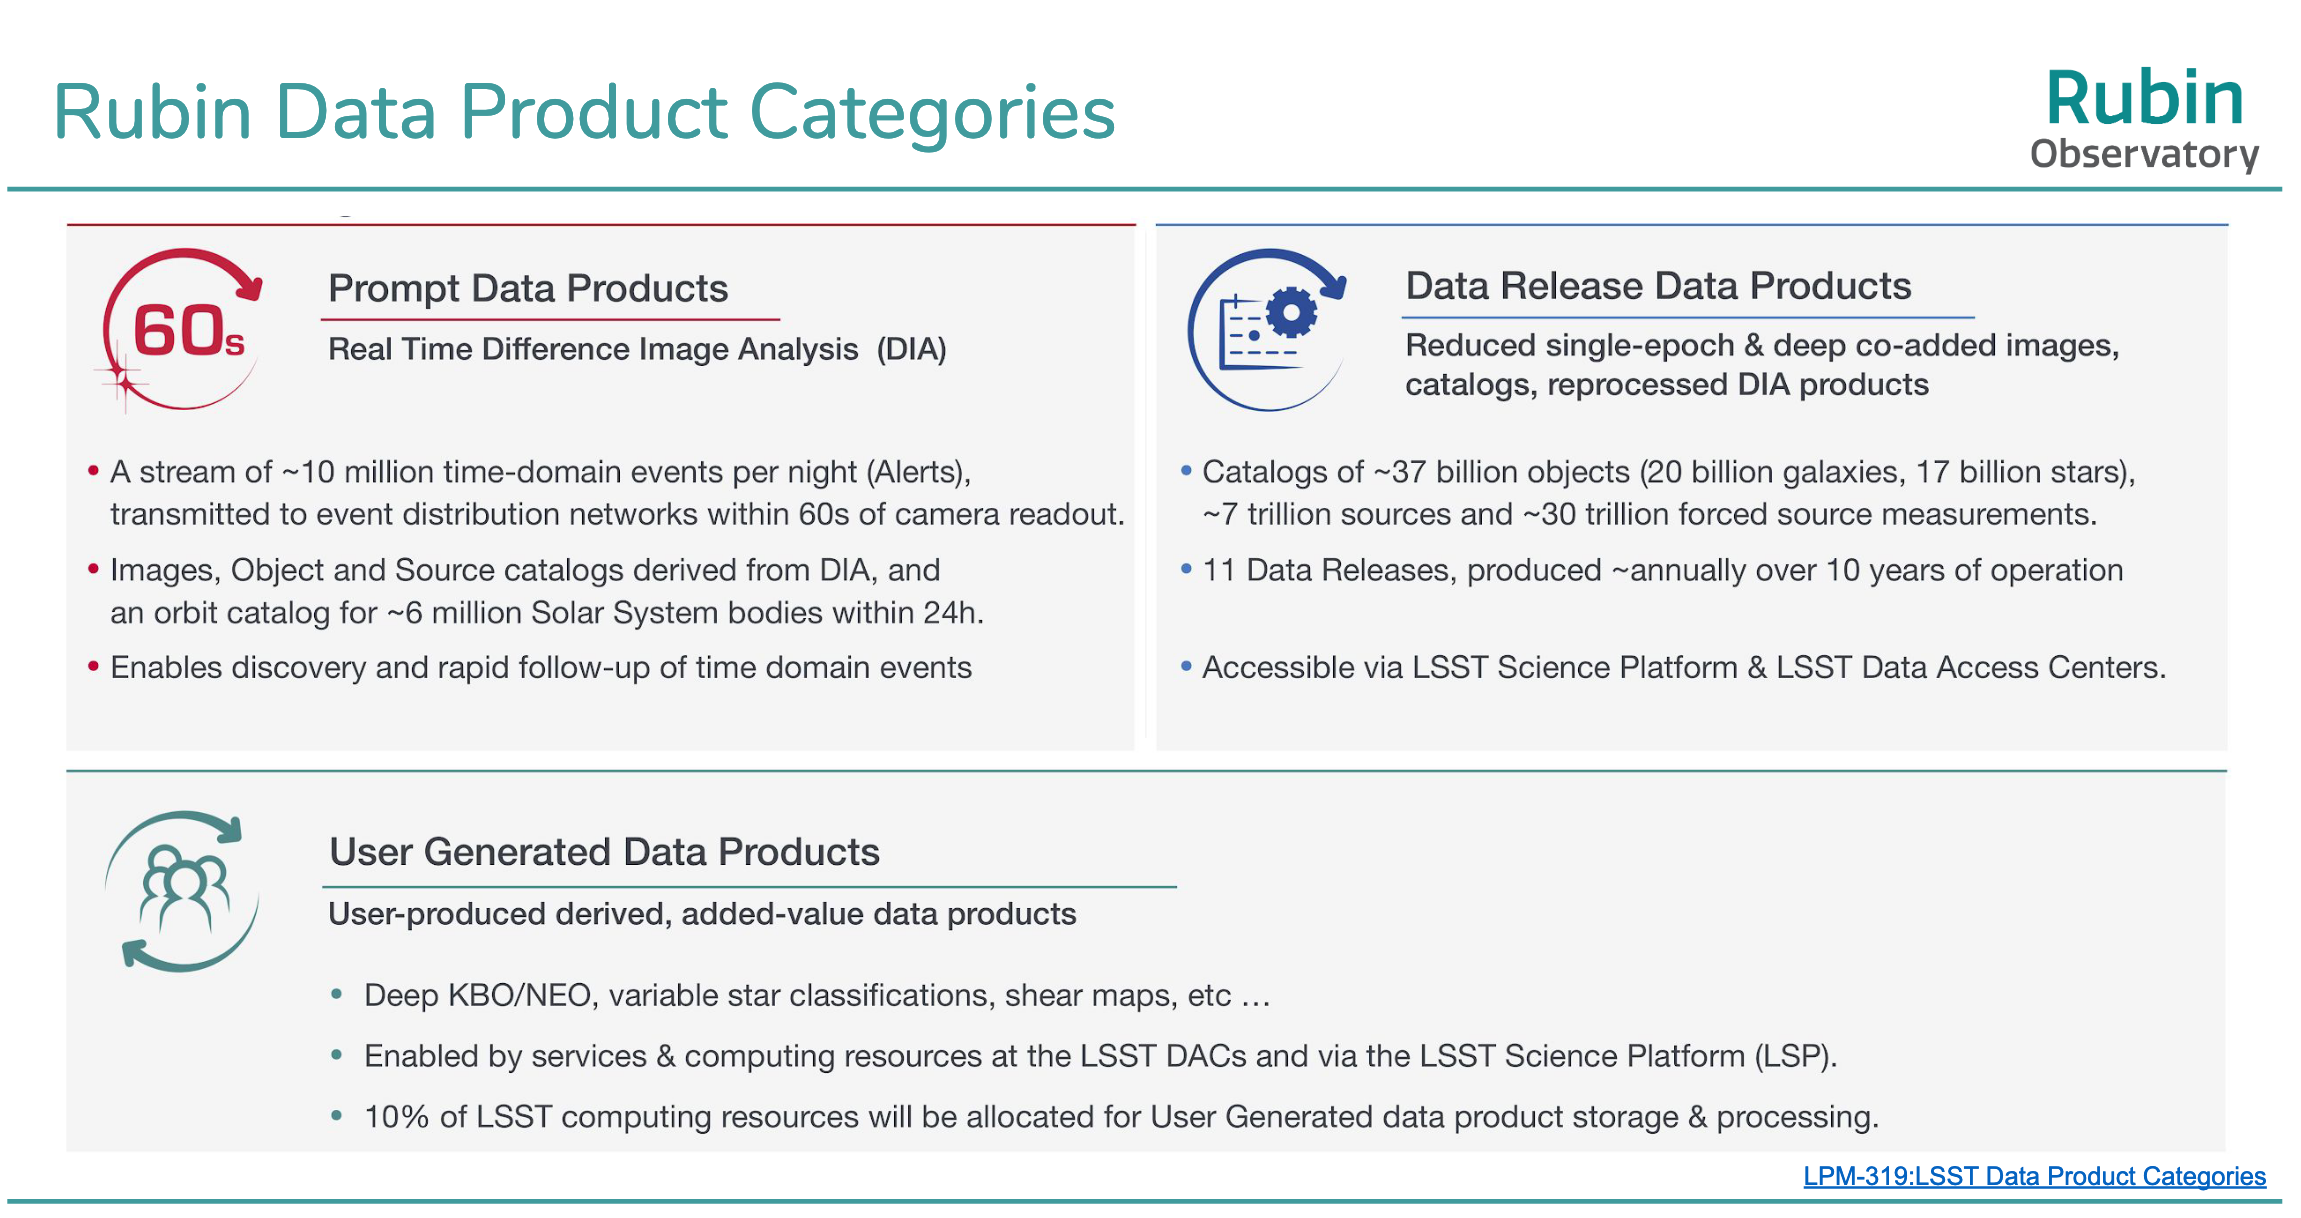 Rubin Data Product Categories
Rubin
Observatory
60s
Prompt Data Products
Real Time Difference Image Analysis (DIA)
• A stream of ~10 million time-domain events per night (Alerts),
transmitted to event distribution networks within 60s of camera readout.
• Images, Object and Source catalogs derived from DIA, and
an orbit catalog for ~6 million Solar System bodies within 24h.
• Enables discovery and rapid follow-up of time domain events
Data Release Data Products
Reduced single-epoch & deep co-added images,
catalogs, reprocessed DIA products
• Catalogs of ~37 billion objects (20 billion galaxies, 17 billion stars),
~7 trillion sources and ~30 trillion forced source measurements.
• 11 Data Releases, produced ~annually over 10 years of operation
• Accessible via LSST Science Platform & LSST Data Access Centers.
User Generated Data Products
User-produced derived, added-value data products
• Deep KBO/NEO, variable star classifications, shear maps, etc …
• Enabled by services & computing resources at the LSST DACs and via the LSST Science Platform (LSP).
• 10% of LSST computing resources will be allocated for User Generated data product storage & processing.
LPM-319:LSST Data Product Categories